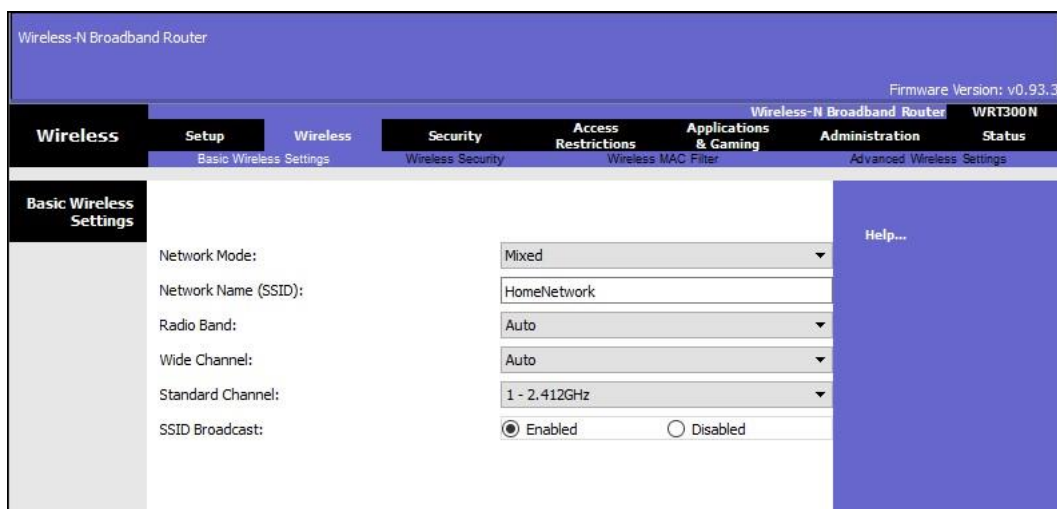 Wireless-N Broadband Router
Firmware Version: v0.93.3
Wireless-N Broadband Router WRT300N
Wireless
Setup Wireless Security Access Restrictions Applications & Gaming Administration Status
Basic Wireless Settings Wireless Security Wireless MAC Filter Advanced Wireless Settings
Basic Wireless
Settings
Help...
Network Mode: Mixed
Network Name (SSID): HomeNetwork
Radio Band: Auto
Wide Channel: Auto
Standard Channel: 1 - 2.412GHz
SSID Broadcast: Enabled Disabled